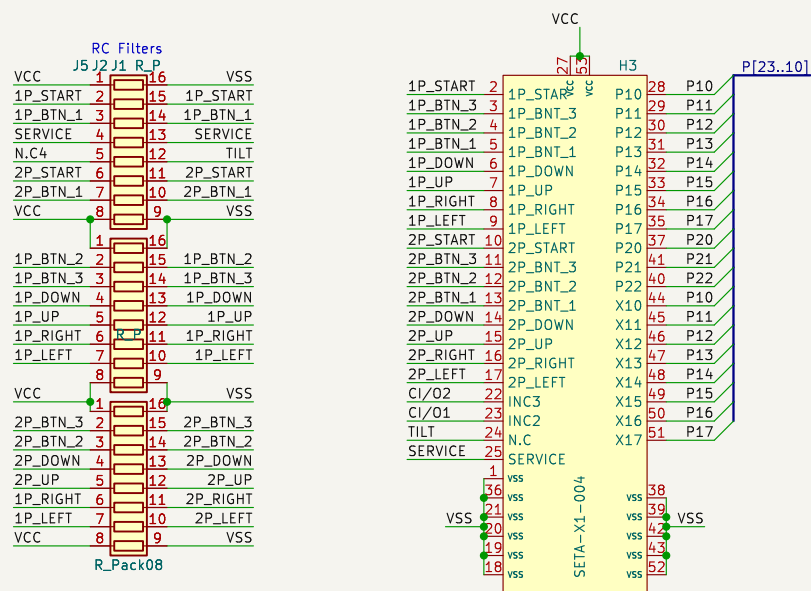 RC Filters
J5 J2 J1 R_P
VCC 1 16 VSS
1P_START 2 15 1P_START
1P_BTN_1 3 14 1P_BTN_1
SERVICE 4 13 SERVICE
N.C4 5 12 TILT
2P_START 6 11 2P_START
2P_BTN_1 7 10 2P_BTN_1
VCC 8 9 VSS
1 16
1P_BTN_2 2 15 1P_BTN_2
1P_BTN_3 3 14 1P_BTN_3
1P_DOWN 4 13 1P_DOWN
1P_UP 5 12 1P_UP
R_P
1P_RIGHT 6 11 1P_RIGHT
1P_LEFT 7 10 1P_LEFT
8 9
VCC VSS
1 16
2P_BTN_3 2 15 2P_BTN_3
2P_BTN_2 3 14 2P_BTN_2
2P_DOWN 4 13 2P_DOWN
2P_UP 5 12 2P_UP
1P_RIGHT 6 11 2P_RIGHT
1P_LEFT 7 10 2P_LEFT
VCC 8 9 VSS
R_Pack08
VCC
27 53 H3
VCC VCC
P[23..10]
1P_START 2 1P_STAR P10 28 P10
1P_BTN_3 3 1P_BNT_3 P11 29 P11
1P_BTN_2 4 1P_BNT_2 P12 30 P12
1P_BTN_1 5 1P_BNT_1 P13 31 P13
1P_DOWN 6 1P_DOWN P14 32 P14
1P_UP 7 1P_UP P15 33 P15
1P_RIGHT 8 1P_RIGHT P16 34 P16
1P_LEFT 9 1P_LEFT P17 35 P17
2P_START 10 2P_START P20 37 P20
2P_BTN_3 11 2P_BNT_3 P21 41 P21
2P_BTN_2 12 2P_BNT_2 P22 40 P22
2P_BTN_1 13 2P_BNT_1 X10 44 P10
2P_DOWN 14 2P_DOWN X11 45 P11
2P_UP 15 2P_UP X12 46 P12
2P_RIGHT 16 2P_RIGHT X13 47 P13
2P_LEFT 17 2P_LEFT X14 48 P14
CI/O2 22 INC3 X15 49 P15
CI/O1 23 INC2 X16 50 P16
TILT 24 N.C X17 51 P17
SERVICE 25 SERVICE
1 VSS
36 VSS VSS 38
21 VSS VSS 39
VSS 20 VSS VSS 42 VSS
19 VSS VSS 43
18 VSS VSS 52
SETA-X1-004